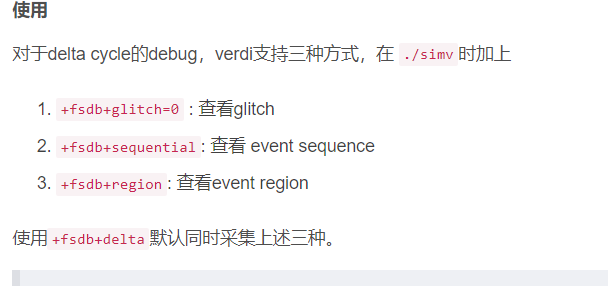 使用
对于delta cycle的debug，verdi支持三种方式，在 ./simv时加上
1. +fsdb+glitch=0 : 查看glitch
2. +fsdb+sequential: 查看 event sequence
3. +fsdb+region: 查看event region
使用+fsdb+delta 默认同时采集上述三种。